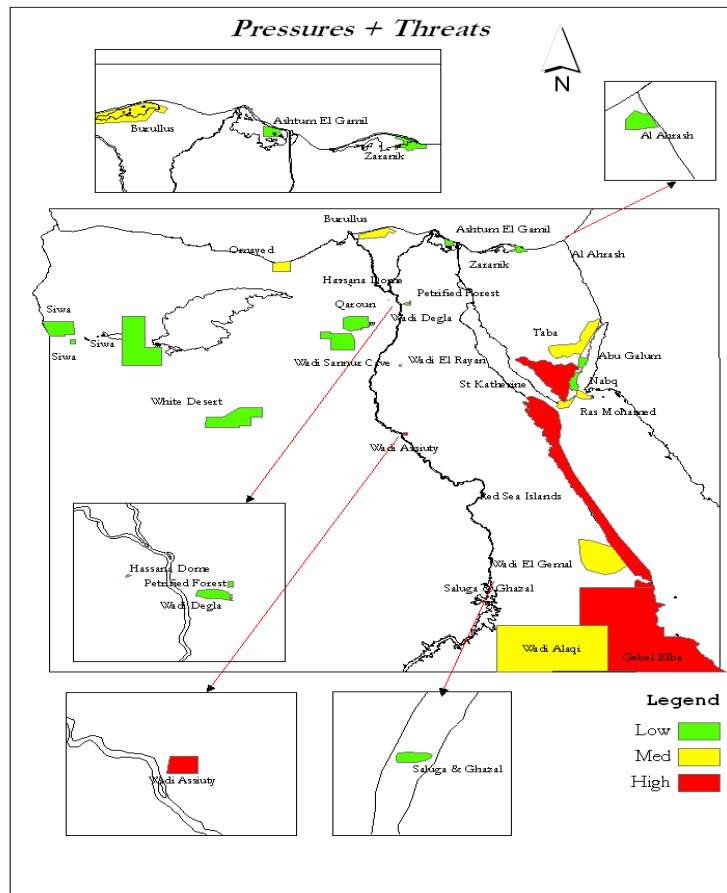 Pressures + Threats
N
Burullus
Ashtum El Gamil
Zaranik
Al Ahrash
Burullus
Ashtum El Gamil
Omayed
Zaranik
Al Ahrash
Hassana Dome
Siwa
Qaroun
Petrified Forest
Wadi Degla
Taba
Siwa
Siwa
Wadi Sannur Cave
Wadi El Rayan
Abu Galum
St Katherine
Nabq
White Desert
Ras Mohamed
Wadi Assiuty
Red Sea Islands
Hassana Dome
Petrified Forest
Wadi Degla
Wadi El Gemal
Saluga & Ghazal
Wadi Alaqi
Gebel Elba
Legend
Low
Med
High
Wadi Assiuty
Saluga & Ghazal